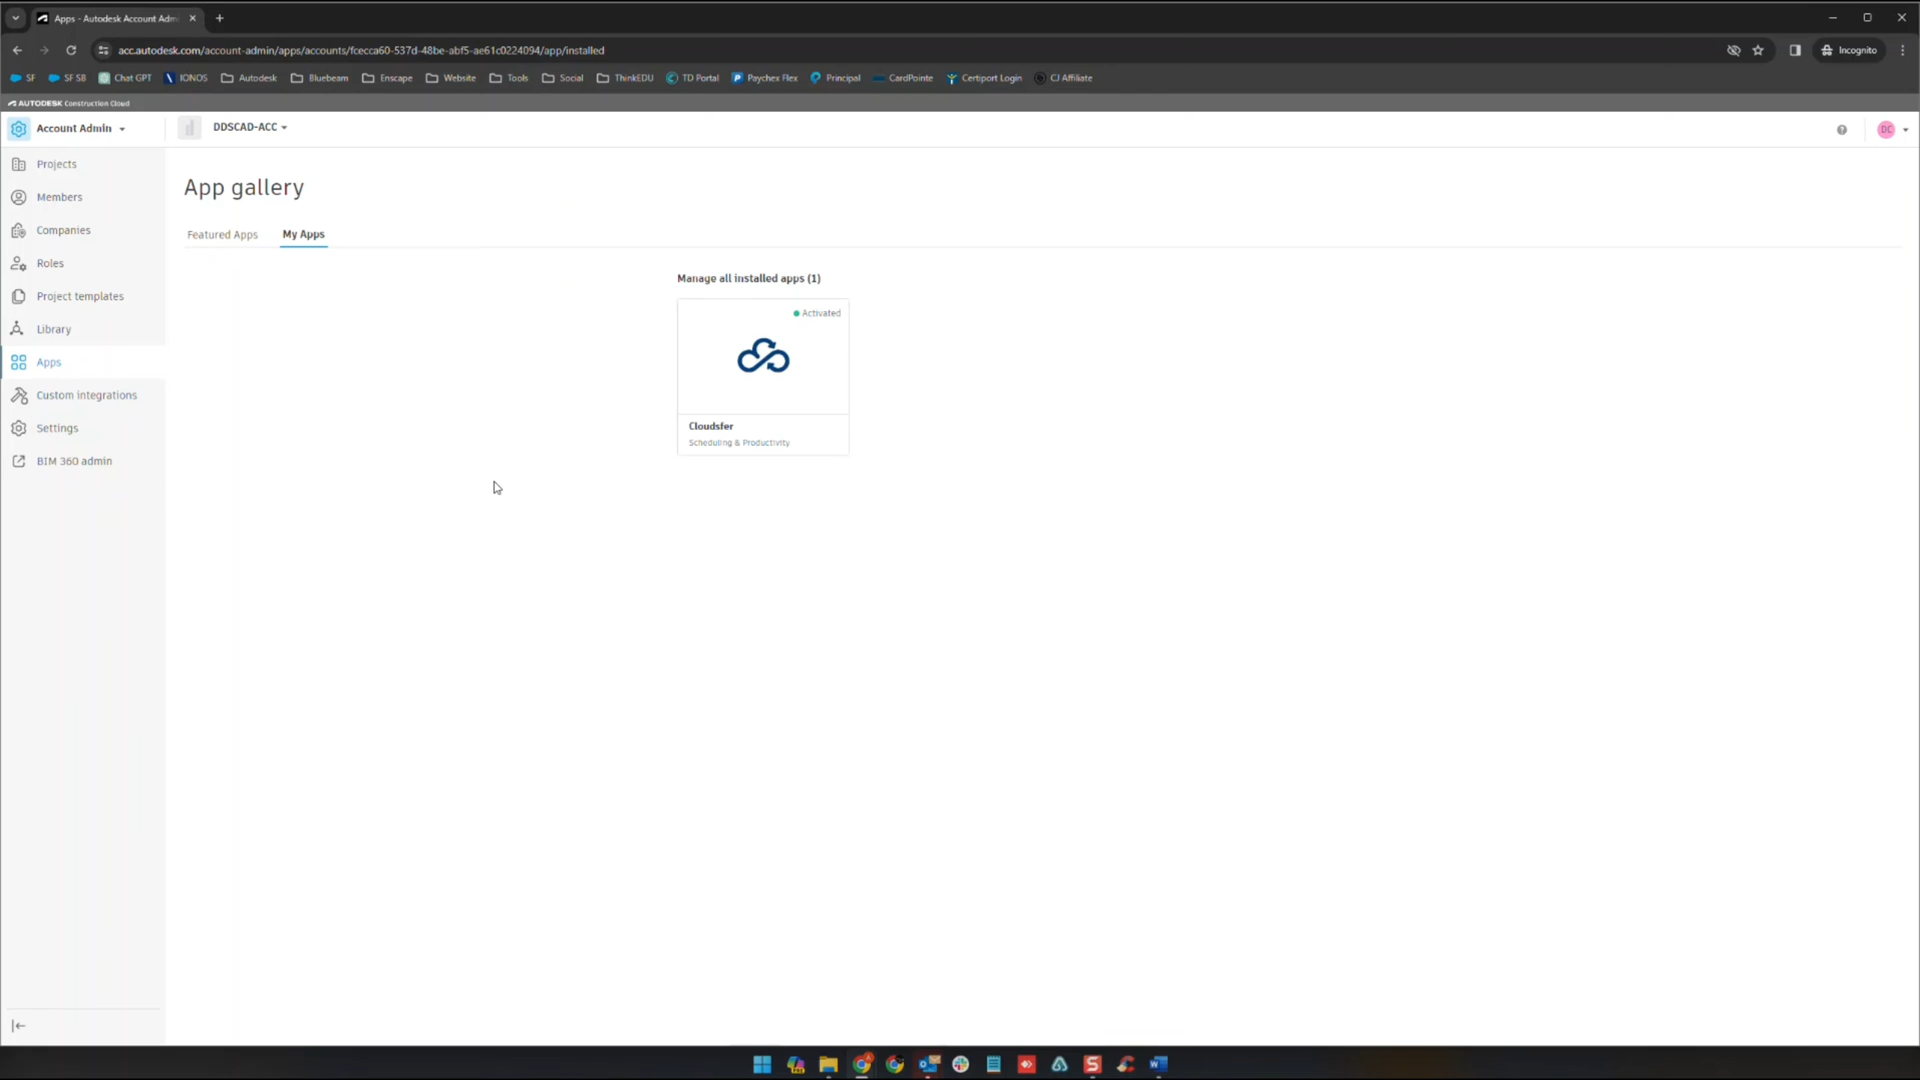 Apps - Autodesk Account Adm
acc.autodesk.com/account-admin/apps/accounts/fcecca60-537d-48be-abf5-ae61c0224094/app/installed
Incognito
SF SF SB Chat GPT IONOS Autodesk Bluebeam Enscape Website Tools Social ThinkEDU TD Portal Paychex Flex Principal CardPointe Certiport Login CJ Affiliate
AUTODESK Construction Cloud
Account Admin
DDSCAD-ACC
DC
Projects
Members
Companies
Roles
Project templates
Library
Apps
Custom integrations
Settings
BIM 360 admin
App gallery
Featured Apps My Apps
Manage all installed apps (1)
Activated
Cloudsfer
Scheduling & Productivity